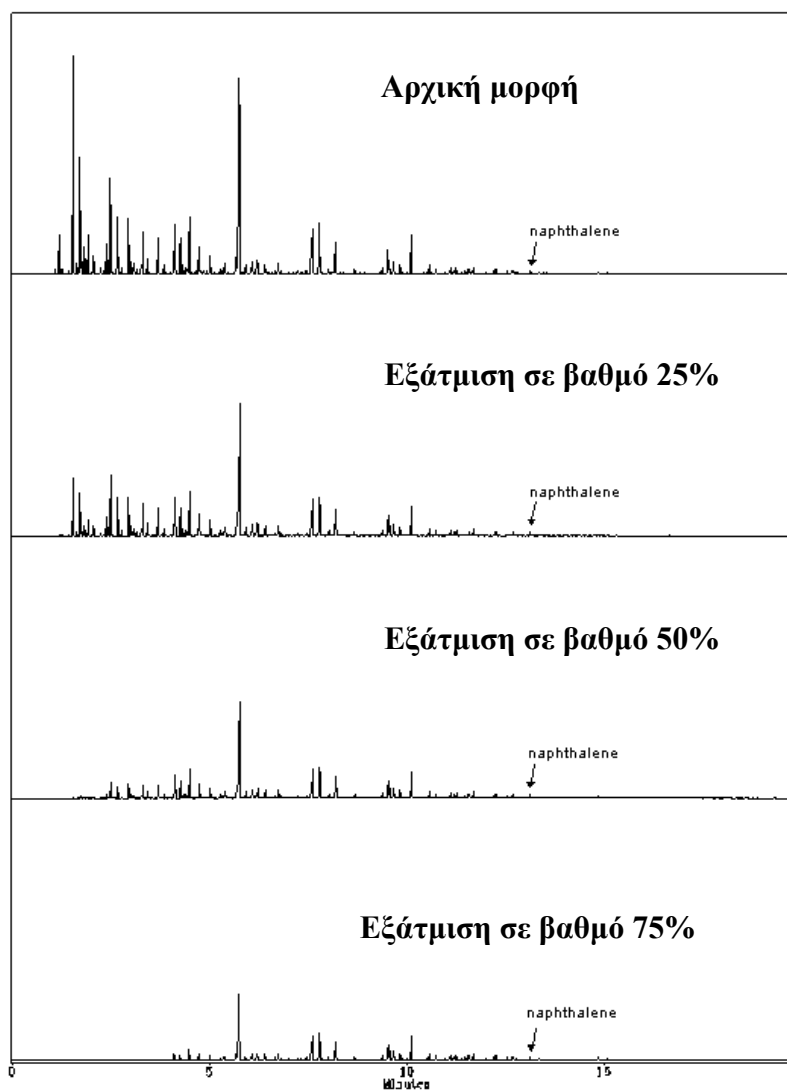 Αρχική μορφή
naphthalene
Εξάτμιση σε βαθμό 25%
naphthalene
Εξάτμιση σε βαθμό 50%
naphthalene
Εξάτμιση σε βαθμό 75%
naphthalene
0 5 10 15
Minutes